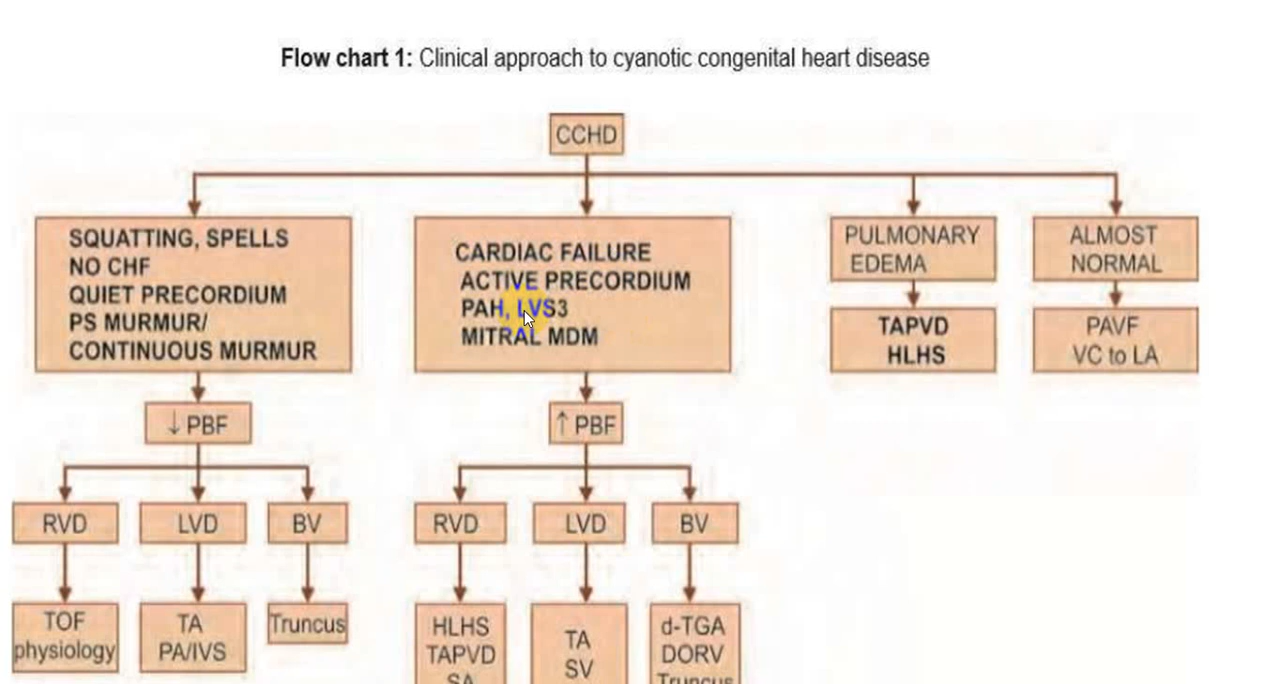 Flow chart 1: Clinical approach to cyanotic congenital heart disease
CCHD
SQUATTING, SPELLS
NO CHF
QUIET PRECORDIUM
PS MURMUR/
CONTINUOUS MURMUR
CARDIAC FAILURE
ACTIVE PRECORDIUM
PAH, LVS3
MITRAL MDM
PULMONARY
EDEMA
ALMOST
NORMAL
TAPVD
HLHS
PAVF
VC to LA
↓ PBF
↑ PBF
RVD
LVD
BV
RVD
LVD
BV
TOF
physiology
TA
PA/IVS
Truncus
HLHS
TAPVD
SA
TA
SV
d-TGA
DORV
Truncus